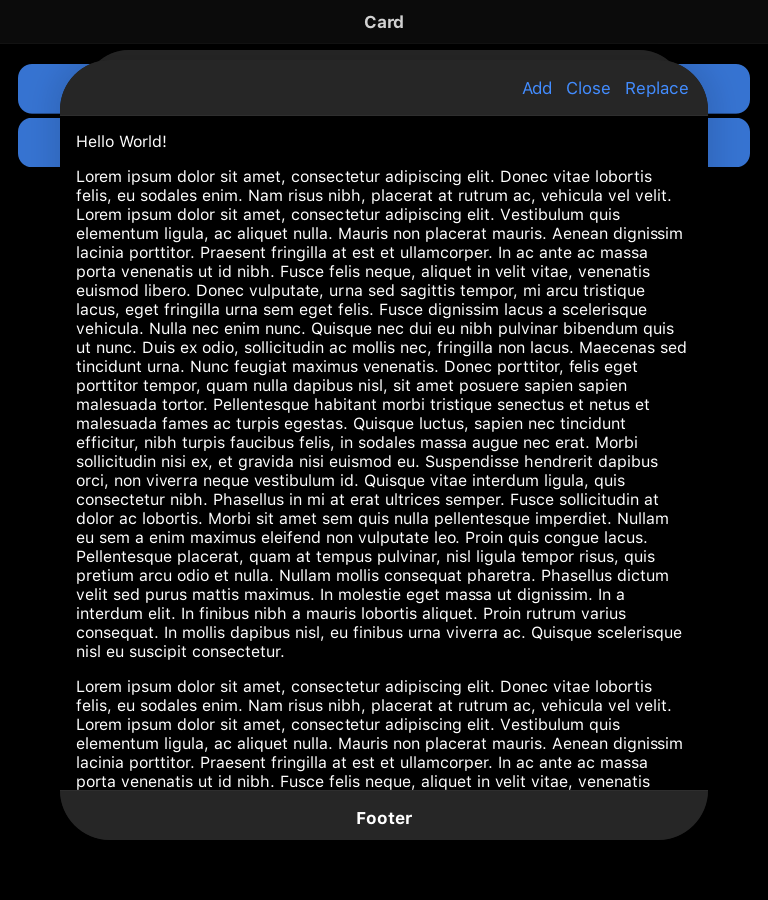 Card
Add Close Replace
Hello World!
Lorem ipsum dolor sit amet, consectetur adipiscing elit. Donec vitae lobortis
felis, eu sodales enim. Nam risus nibh, placerat at rutrum ac, vehicula vel velit.
Lorem ipsum dolor sit amet, consectetur adipiscing elit. Vestibulum quis
elementum ligula, ac aliquet nulla. Mauris non placerat mauris. Aenean dignissim
lacinia porttitor. Praesent fringilla at est et ullamcorper. In ac ante ac massa
porta venenatis ut id nibh. Fusce felis neque, aliquet in velit vitae, venenatis
euismod libero. Donec vulputate, urna sed sagittis tempor, mi arcu tristique
lacus, eget fringilla urna sem eget felis. Fusce dignissim lacus a scelerisque
vehicula. Nulla nec enim nunc. Quisque nec dui eu nibh pulvinar bibendum quis
ut nunc. Duis ex odio, sollicitudin ac mollis nec, fringilla non lacus. Maecenas sed
tincidunt urna. Nunc feugiat maximus venenatis. Donec porttitor, felis eget
porttitor tempor, quam nulla dapibus nisl, sit amet posuere sapien sapien
malesuada tortor. Pellentesque habitant morbi tristique senectus et netus et
malesuada fames ac turpis egestas. Quisque luctus, sapien nec tincidunt
efficitur, nibh turpis faucibus felis, in sodales massa augue nec erat. Morbi
sollicitudin nisi ex, et gravida nisi euismod eu. Suspendisse hendrerit dapibus
orci, non viverra neque vestibulum id. Quisque vitae interdum ligula, quis
consectetur nibh. Phasellus in mi at erat ultrices semper. Fusce sollicitudin at
dolor ac lobortis. Morbi sit amet sem quis nulla pellentesque imperdiet. Nullam
eu sem a enim maximus eleifend non vulputate leo. Proin quis congue lacus.
Pellentesque placerat, quam at tempus pulvinar, nisl ligula tempor risus, quis
pretium arcu odio et nulla. Nullam mollis consequat pharetra. Phasellus dictum
velit sed purus mattis maximus. In molestie eget massa ut dignissim. In a
interdum elit. In finibus nibh a mauris lobortis aliquet. Proin rutrum varius
consequat. In mollis dapibus nisl, eu finibus urna viverra ac. Quisque scelerisque
nisl eu suscipit consectetur.
Lorem ipsum dolor sit amet, consectetur adipiscing elit. Donec vitae lobortis
felis, eu sodales enim. Nam risus nibh, placerat at rutrum ac, vehicula vel velit.
Lorem ipsum dolor sit amet, consectetur adipiscing elit. Vestibulum quis
elementum ligula, ac aliquet nulla. Mauris non placerat mauris. Aenean dignissim
lacinia porttitor. Praesent fringilla at est et ullamcorper. In ac ante ac massa
porta venenatis ut id nibh. Fusce felis neque, aliquet in velit vitae, venenatis
Footer